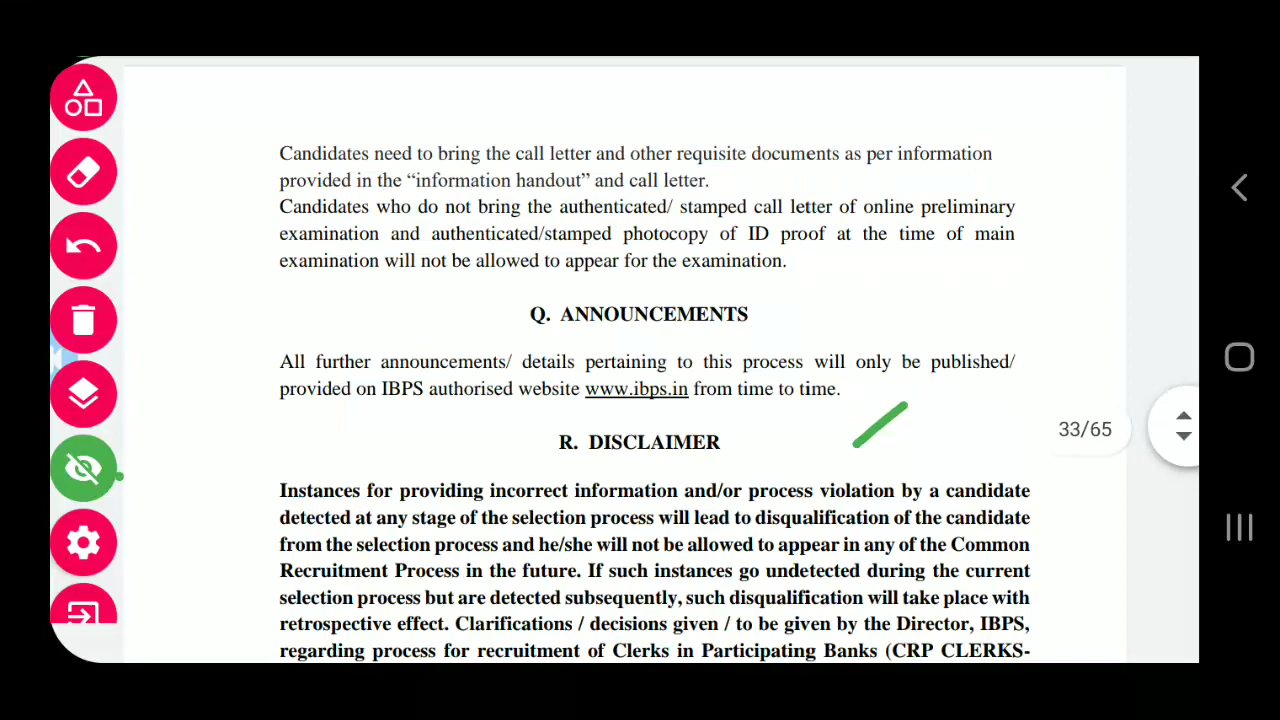 Candidates need to bring the call letter and other requisite documents as per information
provided in the “information handout” and call letter.
Candidates who do not bring the authenticated/ stamped call letter of online preliminary
examination and authenticated/stamped photocopy of ID proof at the time of main
examination will not be allowed to appear for the examination.
Q. ANNOUNCEMENTS
All further announcements/ details pertaining to this process will only be published/
provided on IBPS authorised website www.ibps.in from time to time.
33/65
R. DISCLAIMER
Instances for providing incorrect information and/or process violation by a candidate
detected at any stage of the selection process will lead to disqualification of the candidate
from the selection process and he/she will not be allowed to appear in any of the Common
Recruitment Process in the future. If such instances go undetected during the current
selection process but are detected subsequently, such disqualification will take place with
retrospective effect. Clarifications / decisions given / to be given by the Director, IBPS,
regarding process for recruitment of Clerks in Participating Banks (CRP CLERKS-